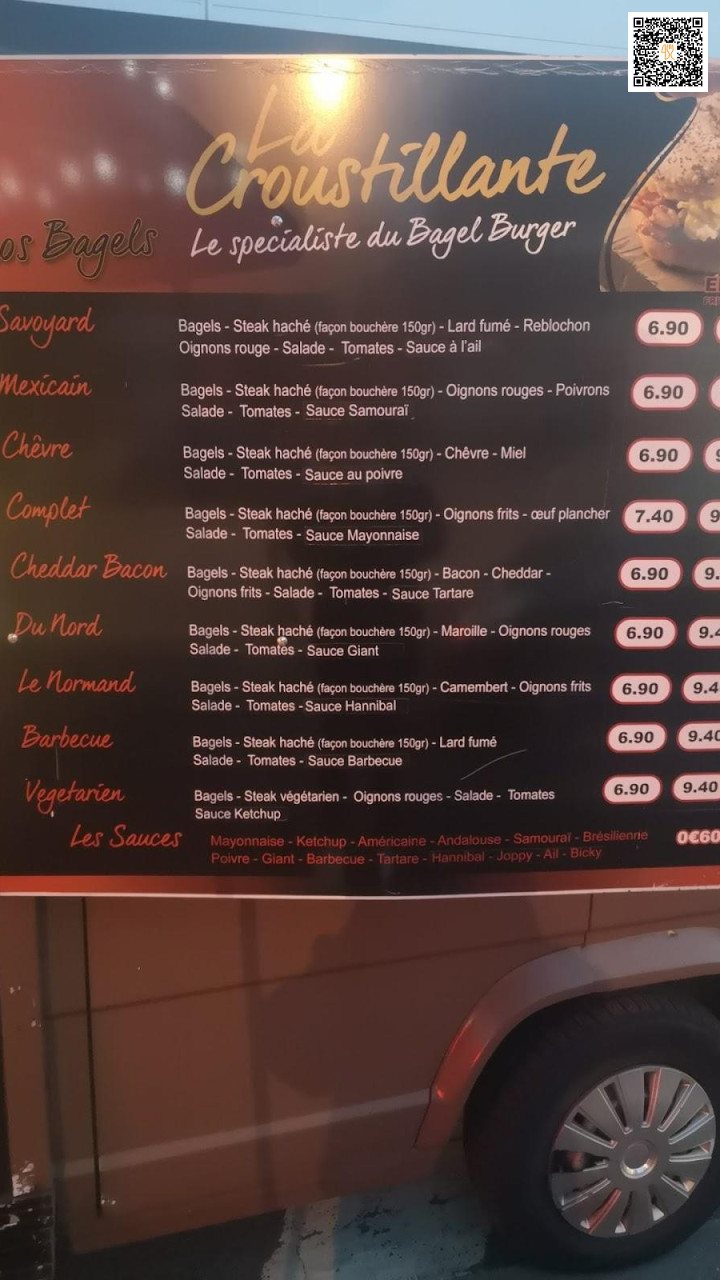 La
Croustillante
Le specialiste du Bagel Burger
os Bagels
Savoyard
Bagels - Steak haché (façon bouchère 150gr) - Lard fumé - Reblochon
6.90
Oignons rouge - Salade - Tomates - Sauce à l'ail
Mexicain
Bagels - Steak haché (façon bouchère 150gr) - Oignons rouges - Poivrons
6.90
Salade - Tomates - Sauce Samouraï
Chêvre
Bagels - Steak haché (façon bouchère 150gr) - Chêvre - Miel
6.90
Salade - Tomates - Sauce au poivre
Complet
Bagels - Steak haché (façon bouchère 150gr) - Oignons frits - œuf plancher
7.40 9
Salade - Tomates - Sauce Mayonnaise
Cheddar Bacon
Bagels - Steak haché (façon bouchère 150gr) - Bacon - Cheddar -
6.90 9.
Oignons frits - Salade - Tomates - Sauce Tartare
Du Nord
Bagels - Steak haché (façon bouchère 150gr) - Maroille - Oignons rouges
6.90 9.4
Salade - Tomates - Sauce Giant
Le Normand
Bagels - Steak haché (façon bouchère 150gr) - Camembert - Oignons frits
6.90 9.4
Salade - Tomates - Sauce Hannibal
Barbecue
Bagels - Steak haché (façon bouchère 150gr) - Lard fumé
6.90 9.40
Salade - Tomates - Sauce Barbecue
Vegetarien
Bagels - Steak végétarien - Oignons rouges - Salade - Tomates
6.90 9.40
Sauce Ketchup
Les Sauces
Mayonnaise - Ketchup - Américaine - Andalouse - Samouraï - Brésilienne
0€60
Poivre - Giant - Barbecue - Tartare - Hannibal - Joppy - Ail - Bicky